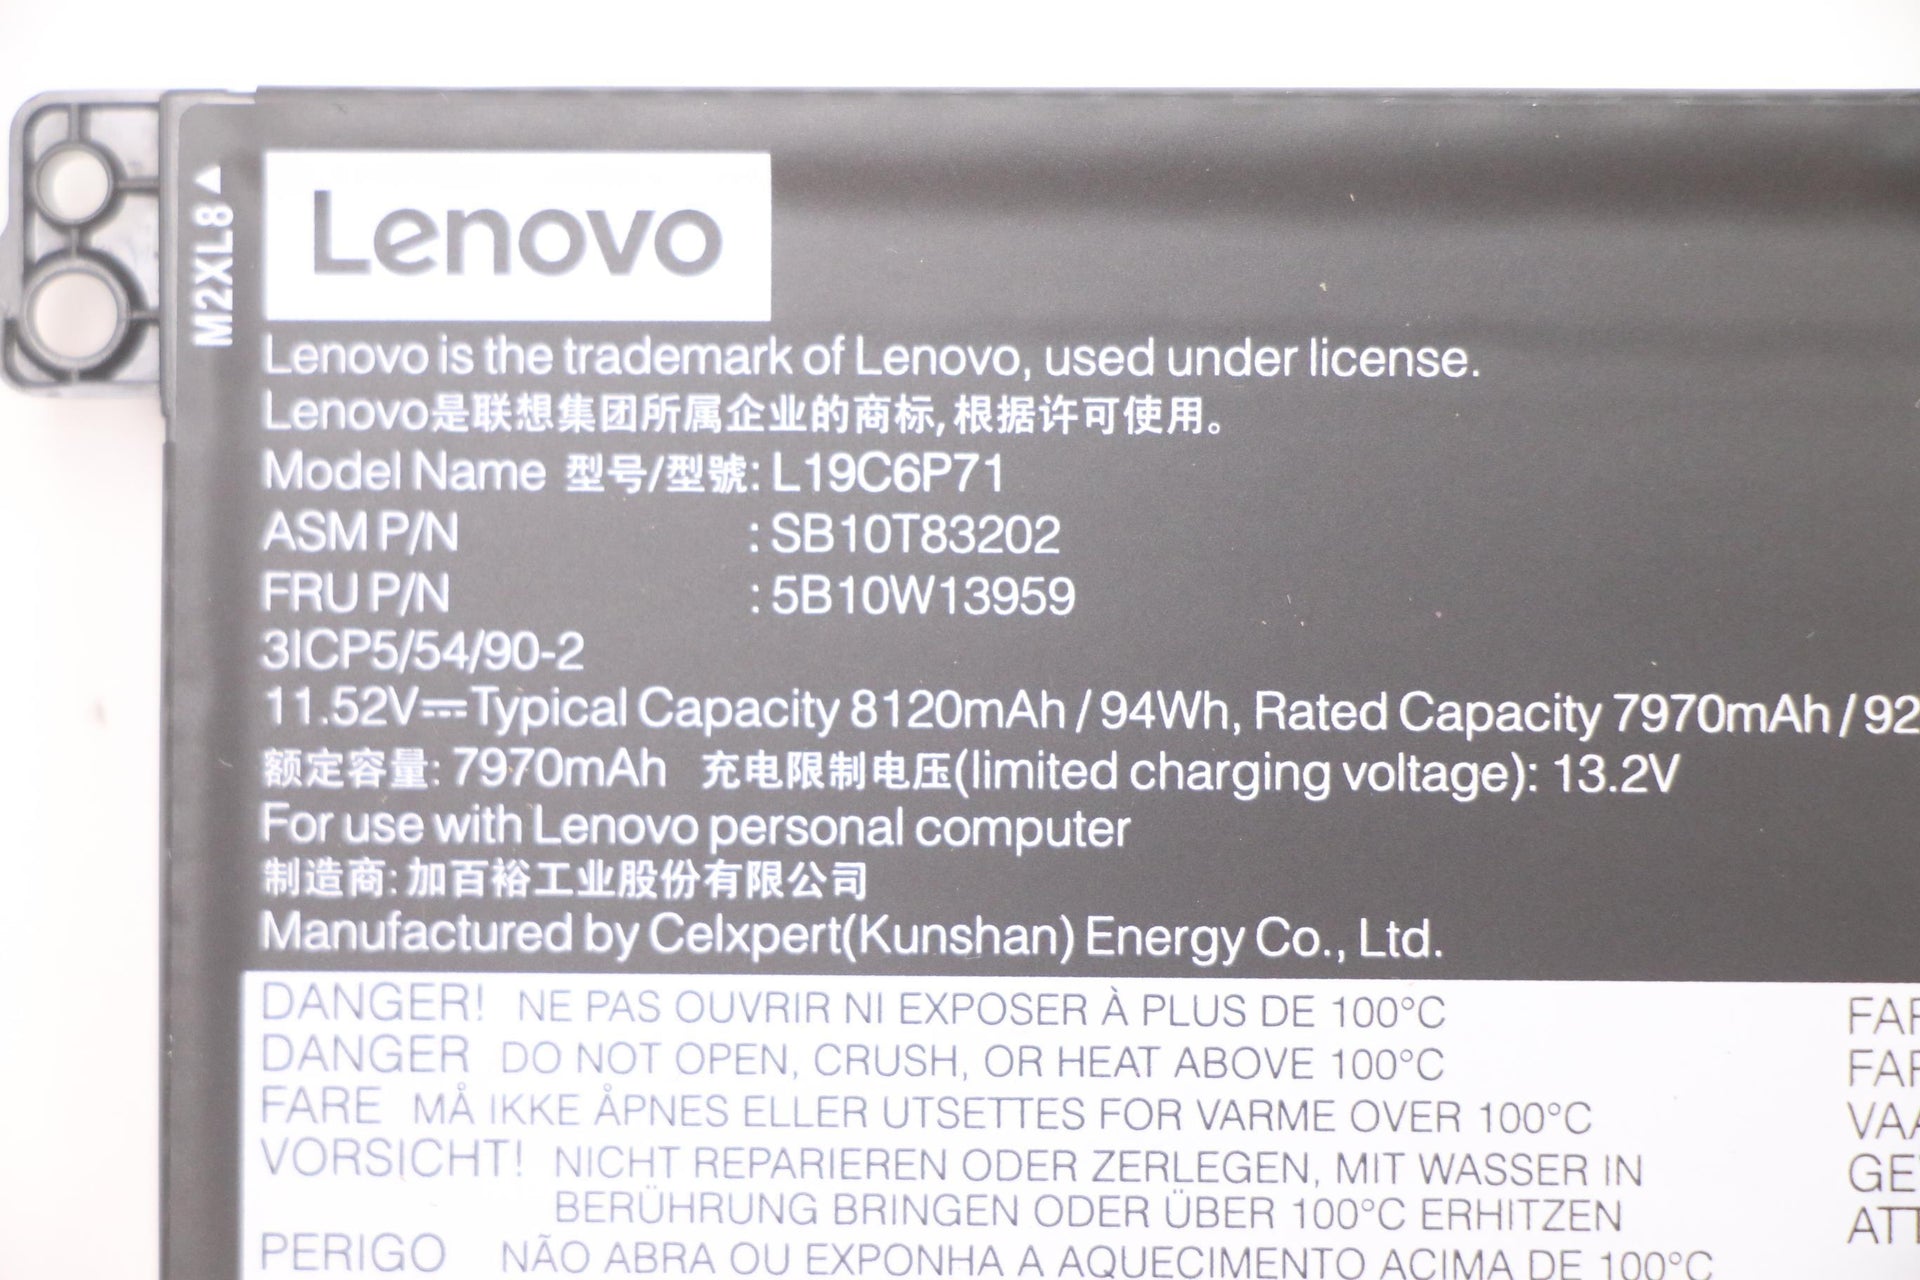 M2XL8
Lenovo
Lenovo is the trademark of Lenovo, used under license.
Lenovo是联想集团所属企业的商标,根据许可使用。
Model Name 型号/型號: L19C6P71
ASM P/N : SB10T83202
FRU P/N : 5B10W13959
3ICP5/54/90-2
11.52V⎓Typical Capacity 8120mAh / 94Wh, Rated Capacity 7970mAh / 92
额定容量: 7970mAh 充电限制电压(limited charging voltage): 13.2V
For use with Lenovo personal computer
制造商: 加百裕工业股份有限公司
Manufactured by Celxpert(Kunshan) Energy Co., Ltd.
DANGER! NE PAS OUVRIR NI EXPOSER À PLUS DE 100°C
DANGER DO NOT OPEN, CRUSH, OR HEAT ABOVE 100°C
FARE MÅ IKKE ÅPNES ELLER UTSETTES FOR VARME OVER 100°C
VORSICHT! NICHT REPARIEREN ODER ZERLEGEN, MIT WASSER IN
BERÜHRUNG BRINGEN ODER ÜBER 100°C ERHITZEN
PERIGO NÃO ABRA OU EXPONHA A AQUECIMENTO ACIMA DE 100°C